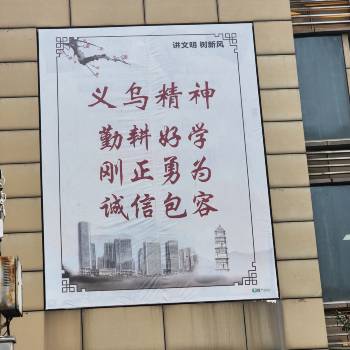 讲文明 树新风
义乌精神
勤耕好学
刚正勇为
诚信包容